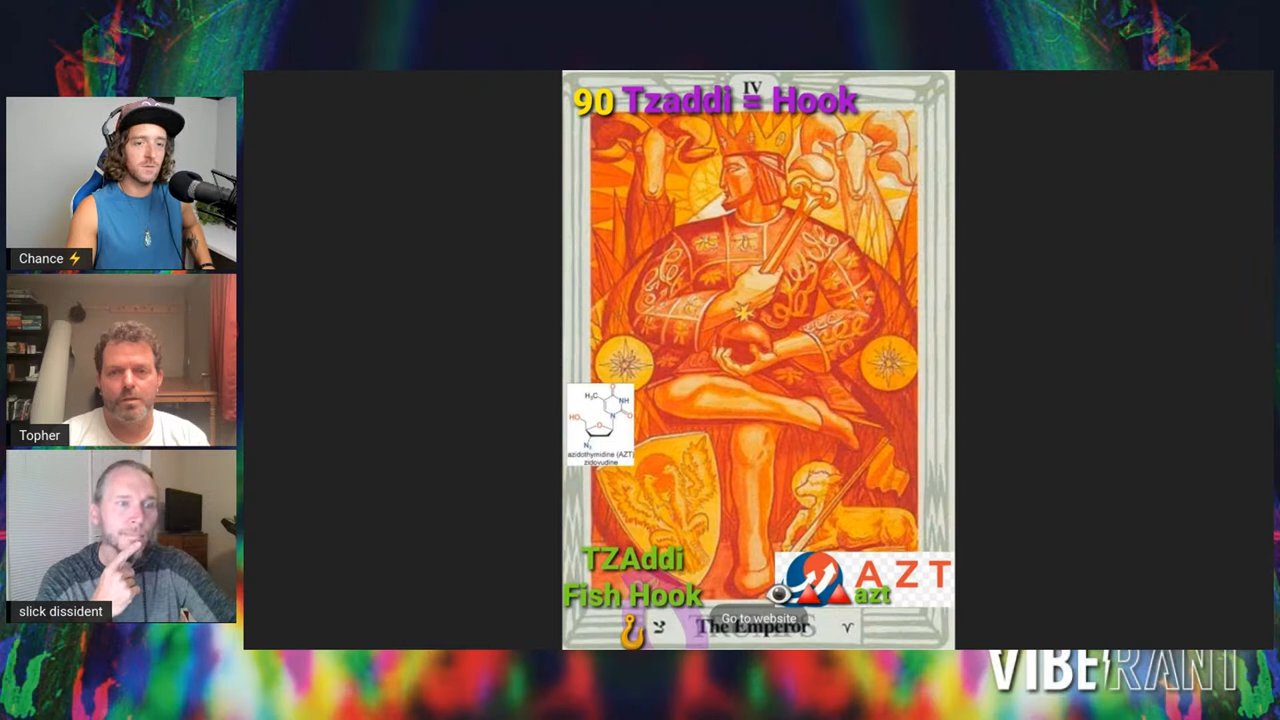 IV
90 Tzaddi = Hook
Chance ⚡
Topher
slick dissident
H₃C
O
NH
HO
N
O
O
N₃
azidothymidine (AZT)
zidovudine
TZAddi
Fish Hook
AZT
azt
Go to website
צ
The Emperor
♈
VIBERANT